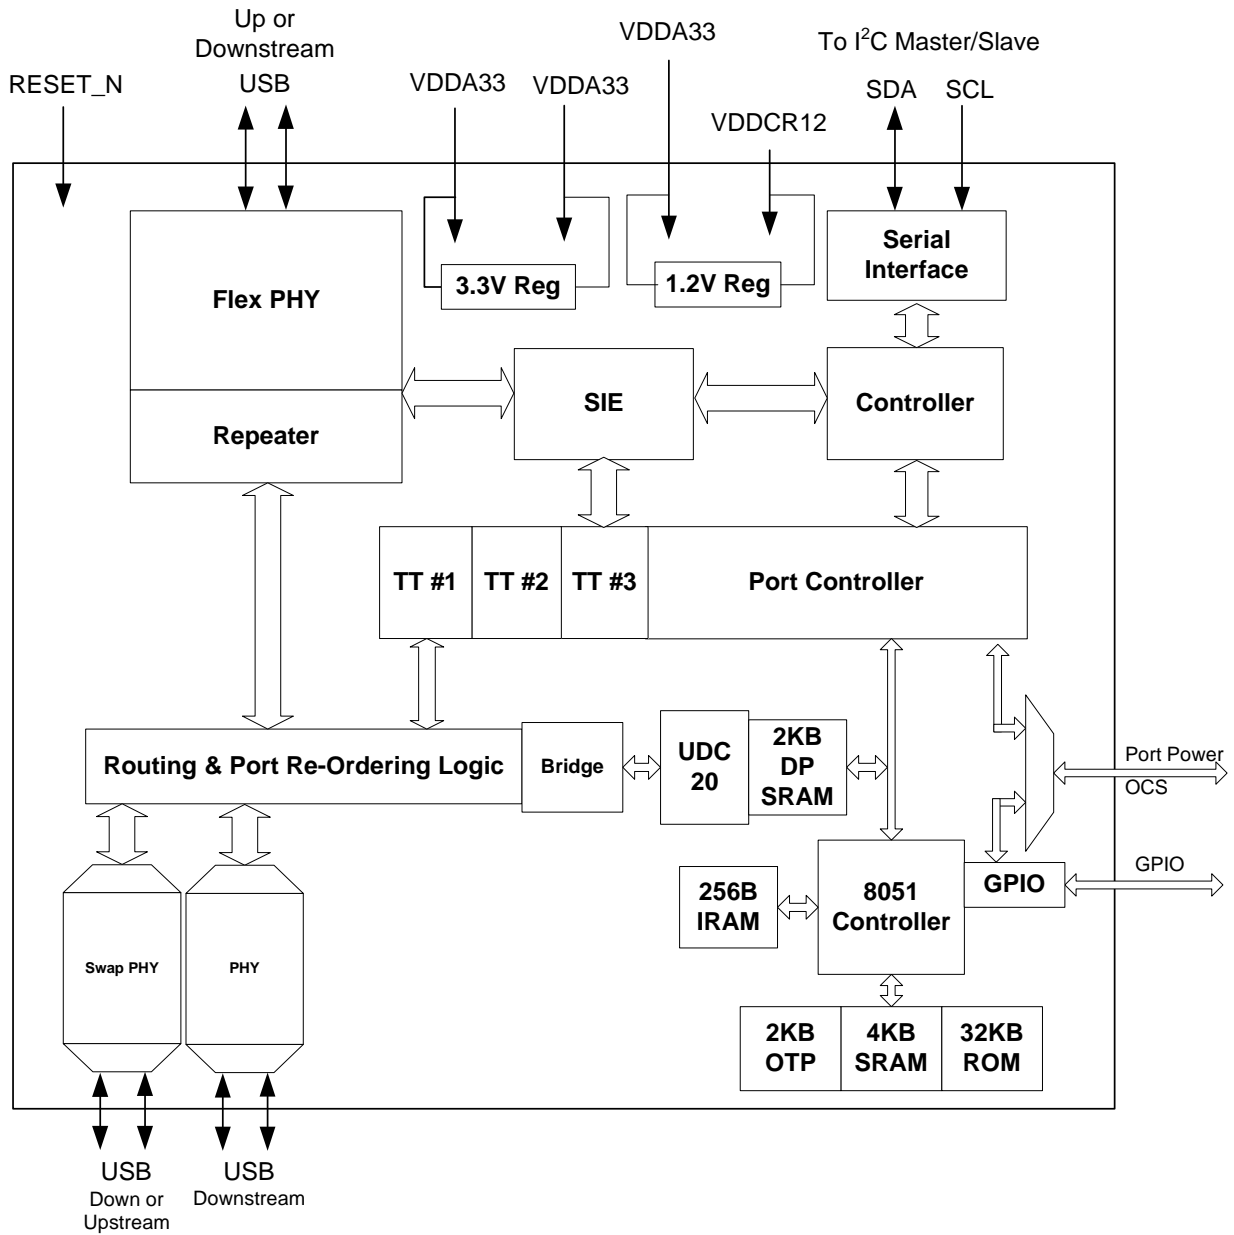 Up or
Downstream
USB
RESET_N
VDDA33
VDDA33
VDDA33
VDDCR12
To I²C Master/Slave
SDA
SCL
Flex PHY
3.3V Reg
1.2V Reg
Serial
Interface
Repeater
SIE
Controller
TT #1
TT #2
TT #3
Port Controller
Routing & Port Re-Ordering Logic
Bridge
UDC
20
2KB
DP
SRAM
Port Power
OCS
256B
IRAM
8051
Controller
GPIO
GPIO
Swap PHY
PHY
2KB
OTP
4KB
SRAM
32KB
ROM
USB
Down or
Upstream
USB
Downstream